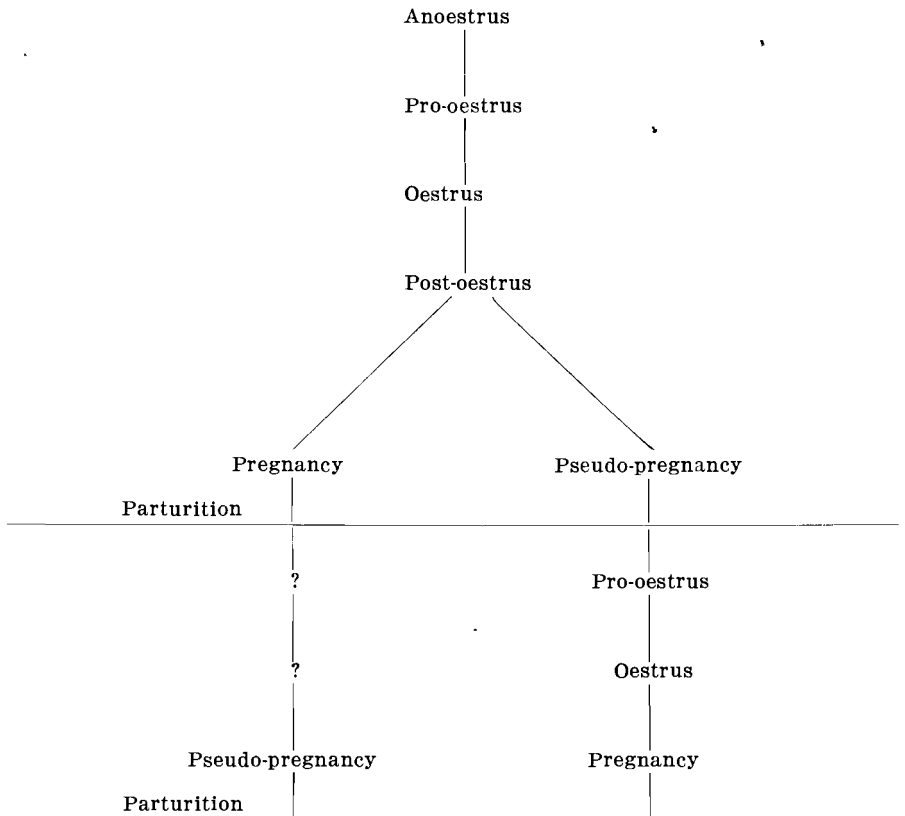 Anoestrus
Pro-oestrus
Oestrus
Post-oestrus
Pregnancy Pseudo-pregnancy
Parturition
? Pro-oestrus
? Oestrus
Pseudo-pregnancy Pregnancy
Parturition